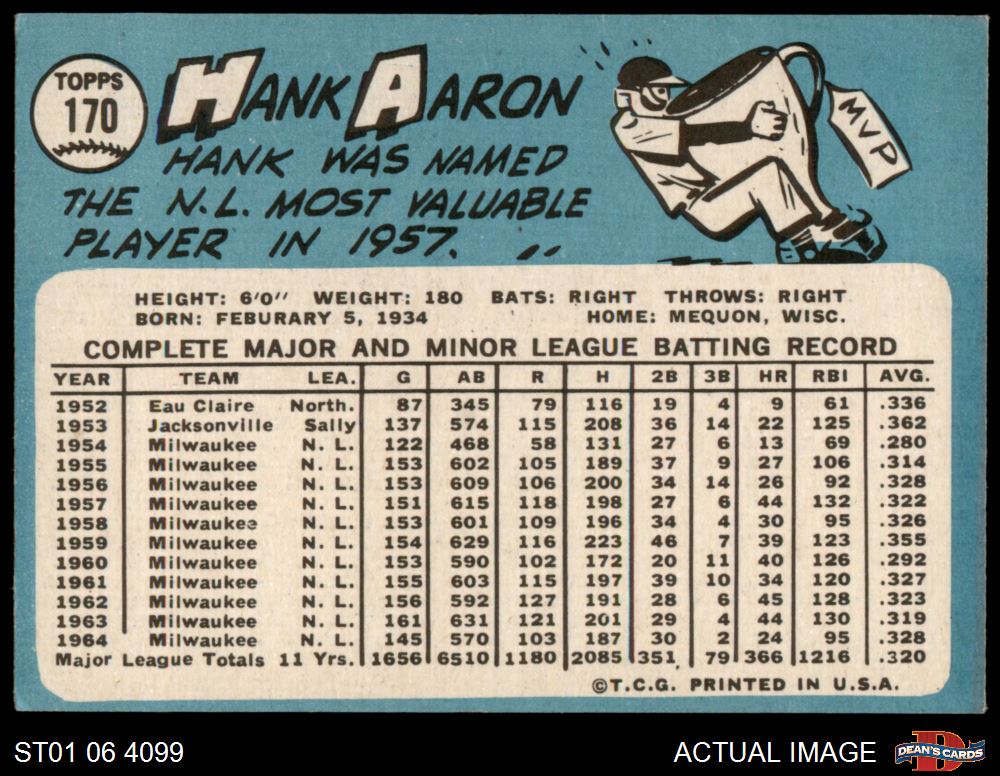 TOPPS
170
HANK AARON
HANK WAS NAMED
THE N.L. MOST VALUABLE
PLAYER IN 1957. ..
MVP
HEIGHT: 6'0" WEIGHT: 180 BATS: RIGHT THROWS: RIGHT
BORN: FEBURARY 5, 1934 HOME: MEQUON, WISC.
COMPLETE MAJOR AND MINOR LEAGUE BATTING RECORD
YEAR TEAM LEA. G AB R H 2B 3B HR RBI AVG.
1952 Eau Claire North. 87 345 79 116 19 4 9 61 .336
1953 Jacksonville Sally 137 574 115 208 36 14 22 125 .362
1954 Milwaukee N. L. 122 468 58 131 27 6 13 69 .280
1955 Milwaukee N. L. 153 602 105 189 37 9 27 106 .314
1956 Milwaukee N. L. 153 609 106 200 34 14 26 92 .328
1957 Milwaukee N. L. 151 615 118 198 27 6 44 132 .322
1958 Milwaukee N. L. 153 601 109 196 34 4 30 95 .326
1959 Milwaukee N. L. 154 629 116 223 46 7 39 123 .355
1960 Milwaukee N. L. 153 590 102 172 20 11 40 126 .292
1961 Milwaukee N. L. 155 603 115 197 39 10 34 120 .327
1962 Milwaukee N. L. 156 592 127 191 28 6 45 128 .323
1963 Milwaukee N. L. 161 631 121 201 29 4 44 130 .319
1964 Milwaukee N. L. 145 570 103 187 30 2 24 95 .328
Major League Totals 11 Yrs. 1656 6510 1180 2085 351 79 366 1216 .320
©T.C.G. PRINTED IN U.S.A.
ST01 06 4099 ACTUAL IMAGE DEAN'S CARDS